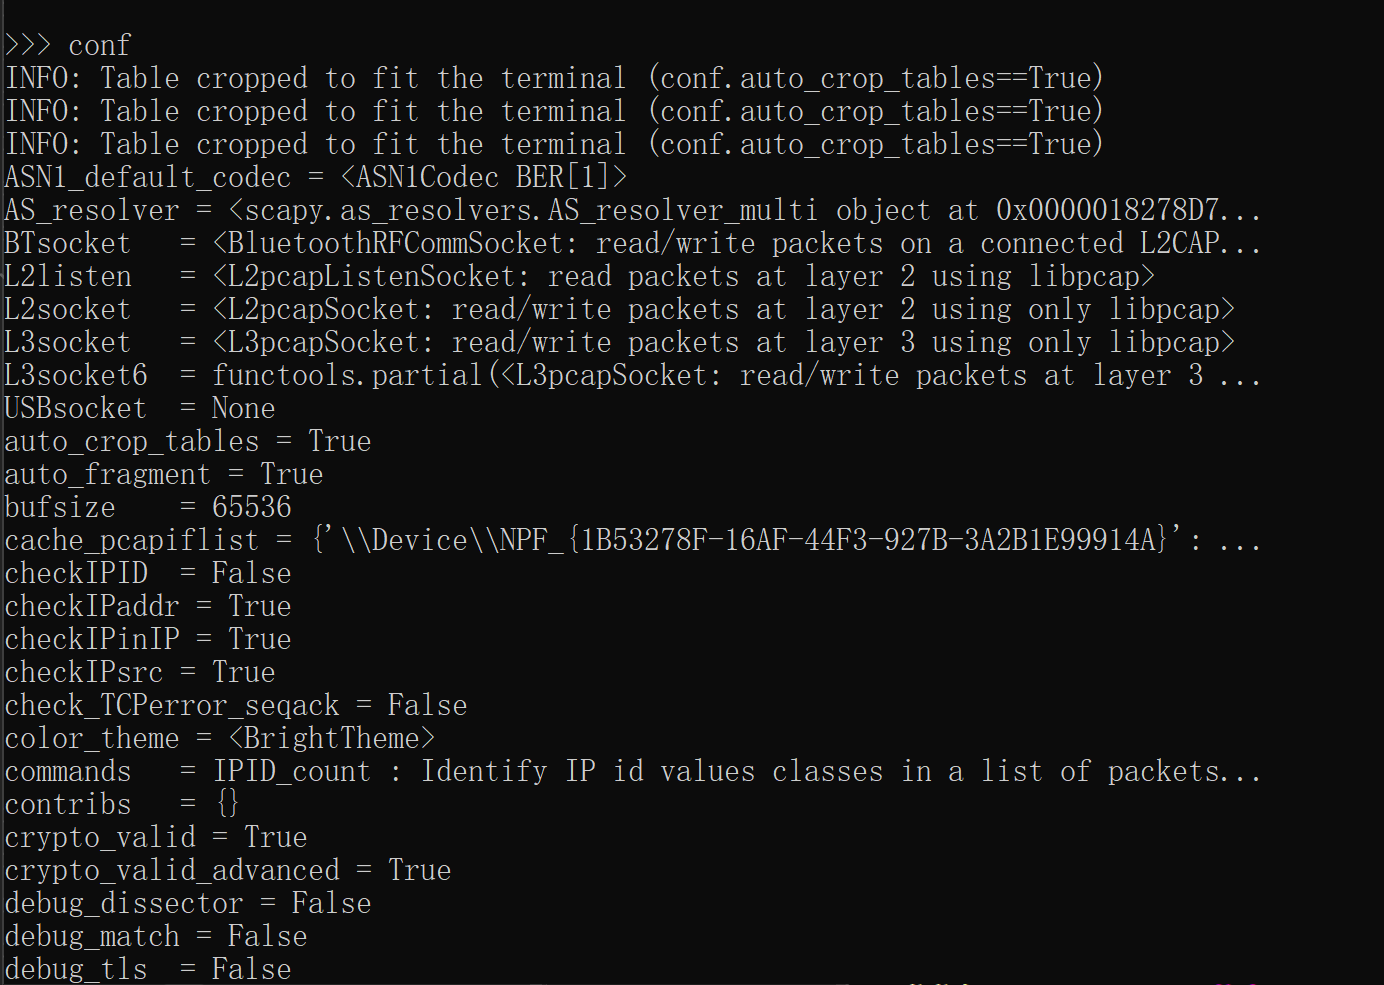 >>> conf
INFO: Table cropped to fit the terminal (conf.auto_crop_tables==True)
INFO: Table cropped to fit the terminal (conf.auto_crop_tables==True)
INFO: Table cropped to fit the terminal (conf.auto_crop_tables==True)
ASN1_default_codec = <ASN1Codec BER[1]>
AS_resolver = <scapy.as_resolvers.AS_resolver_multi object at 0x0000018278D7...
BTsocket   = <BluetoothRFCommSocket: read/write packets on a connected L2CAP...
L2listen   = <L2pcapListenSocket: read packets at layer 2 using libpcap>
L2socket   = <L2pcapSocket: read/write packets at layer 2 using only libpcap>
L3socket   = <L3pcapSocket: read/write packets at layer 3 using only libpcap>
L3socket6  = functools.partial(<L3pcapSocket: read/write packets at layer 3 ...
USBsocket  = None
auto_crop_tables = True
auto_fragment = True
bufsize    = 65536
cache_pcapiflist = {'\\Device\\NPF_{1B53278F-16AF-44F3-927B-3A2B1E99914A}': ...
checkIPID  = False
checkIPaddr = True
checkIPinIP = True
checkIPsrc = True
check_TCPerror_seqack = False
color_theme = <BrightTheme>
commands   = IPID_count : Identify IP id values classes in a list of packets...
contribs   = {}
crypto_valid = True
crypto_valid_advanced = True
debug_dissector = False
debug_match = False
debug_tls  = False